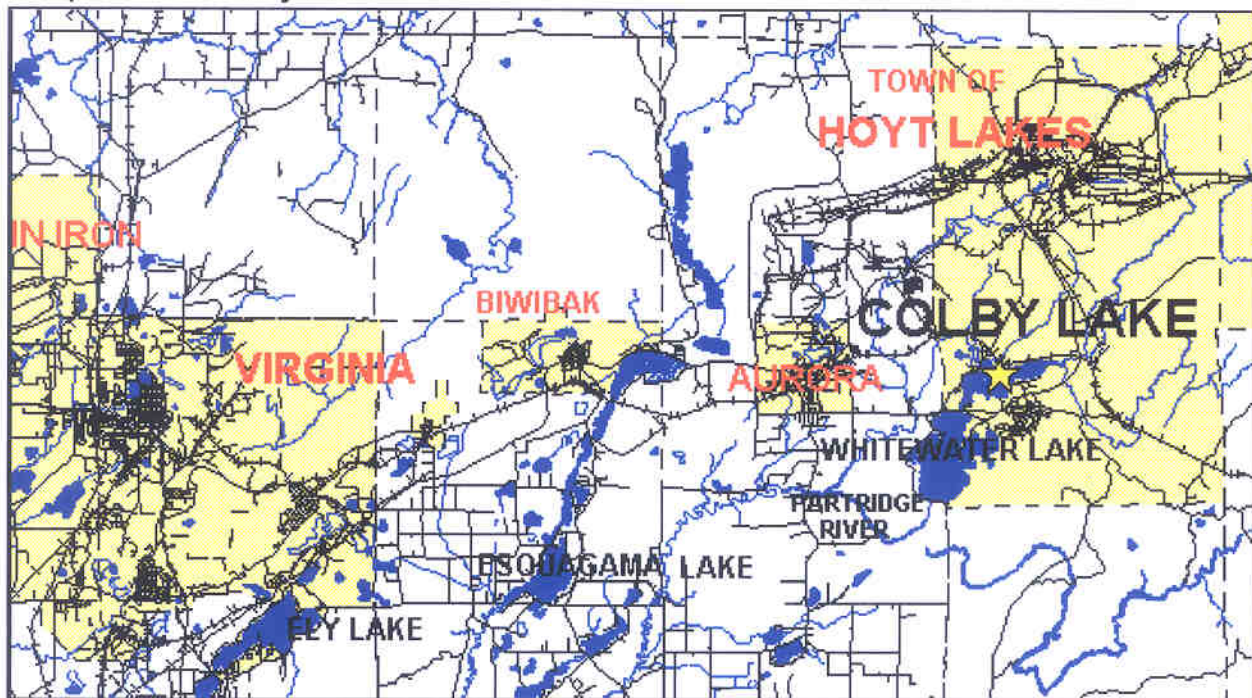 TOWN OF
HOYT LAKES
IN IRON
BIWIBAK
COLBY LAKE
VIRGINIA
AURORA
WHITEWATER LAKE
PARTRIDGE
RIVER
ESQUAGAMA LAKE
ELY LAKE